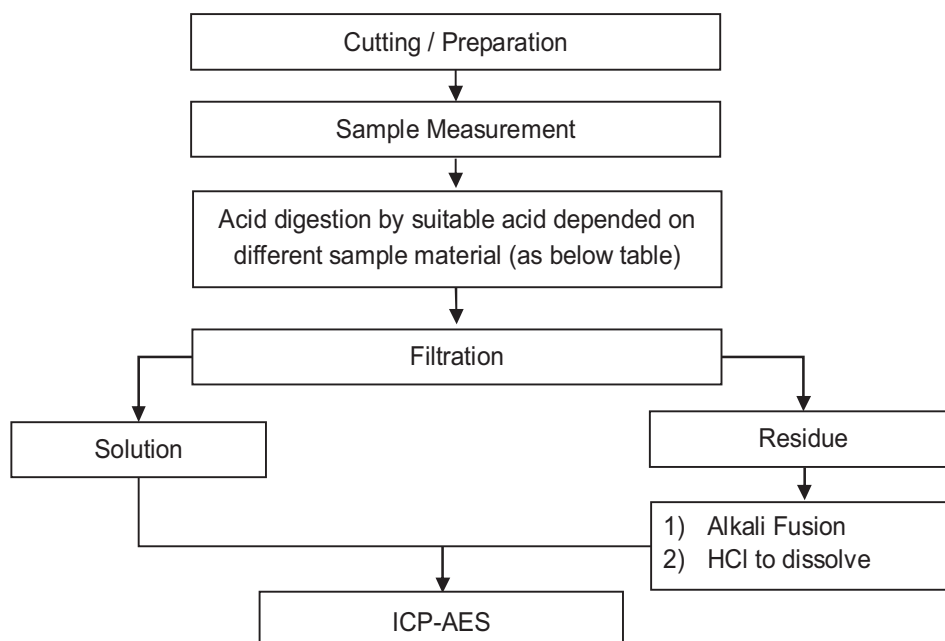 Cutting / Preparation
Sample Measurement
Acid digestion by suitable acid depended on
different sample material (as below table)
Filtration
Solution
Residue
1) Alkali Fusion
2) HCl to dissolve
ICP-AES